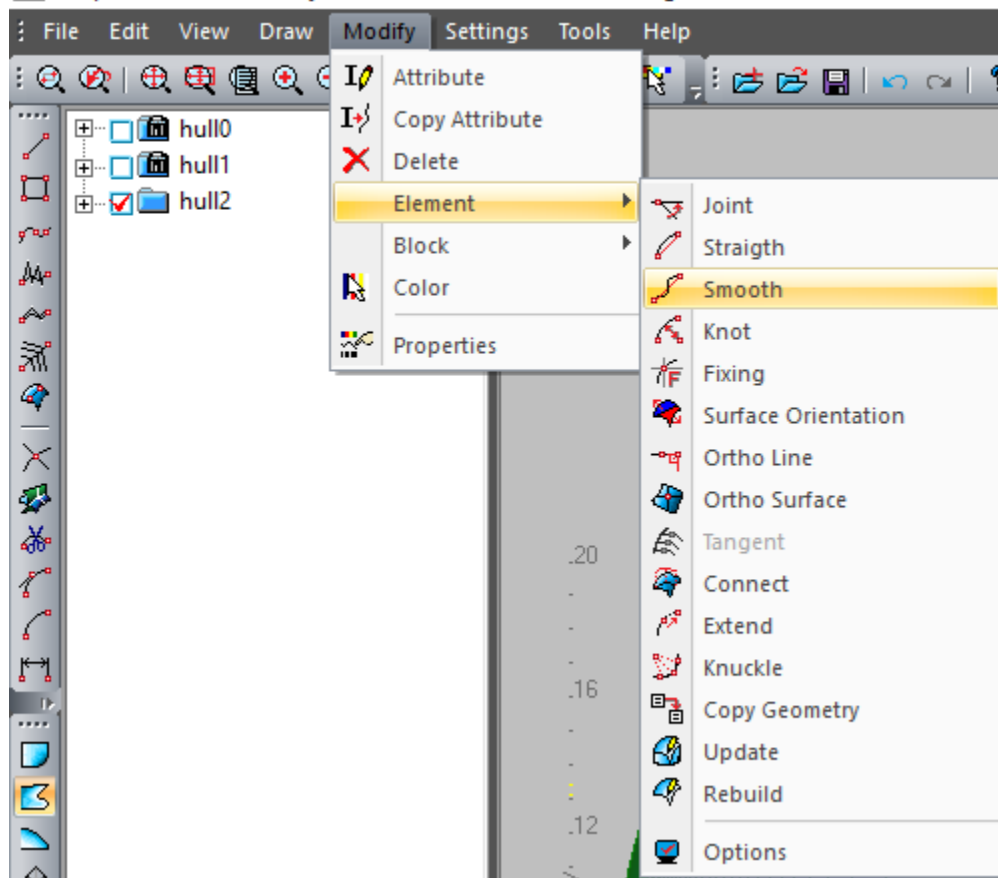 File Edit View Draw Modify Settings Tools Help
Attribute
Copy Attribute
Delete
Element
Block
Color
Properties
hull0
hull1
hull2
Joint
Straigth
Smooth
Knot
Fixing
Surface Orientation
Ortho Line
Ortho Surface
Tangent
Connect
Extend
Knuckle
Copy Geometry
Update
Rebuild
Options
.20
.16
.12